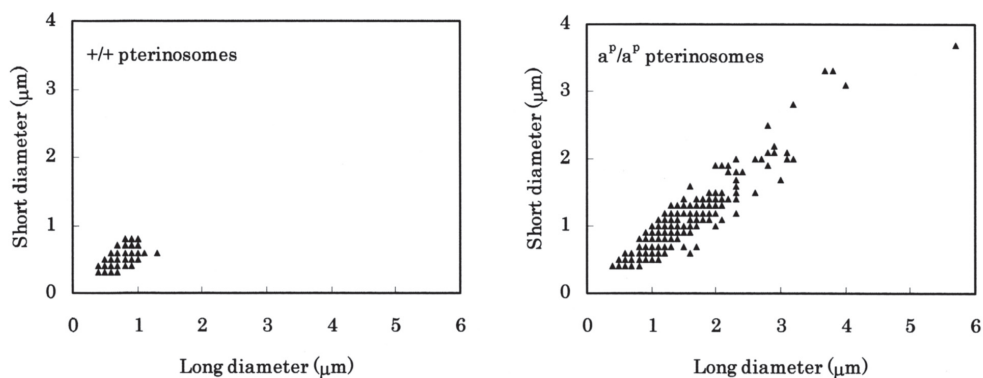 4
+/+ pterinosomes
3
2
1
0
Short diameter (μm)
0 1 2 3 4 5 6
Long diameter (μm)
4
aᵖ/aᵖ pterinosomes
3
2
1
0
Short diameter (μm)
0 1 2 3 4 5 6
Long diameter (μm)